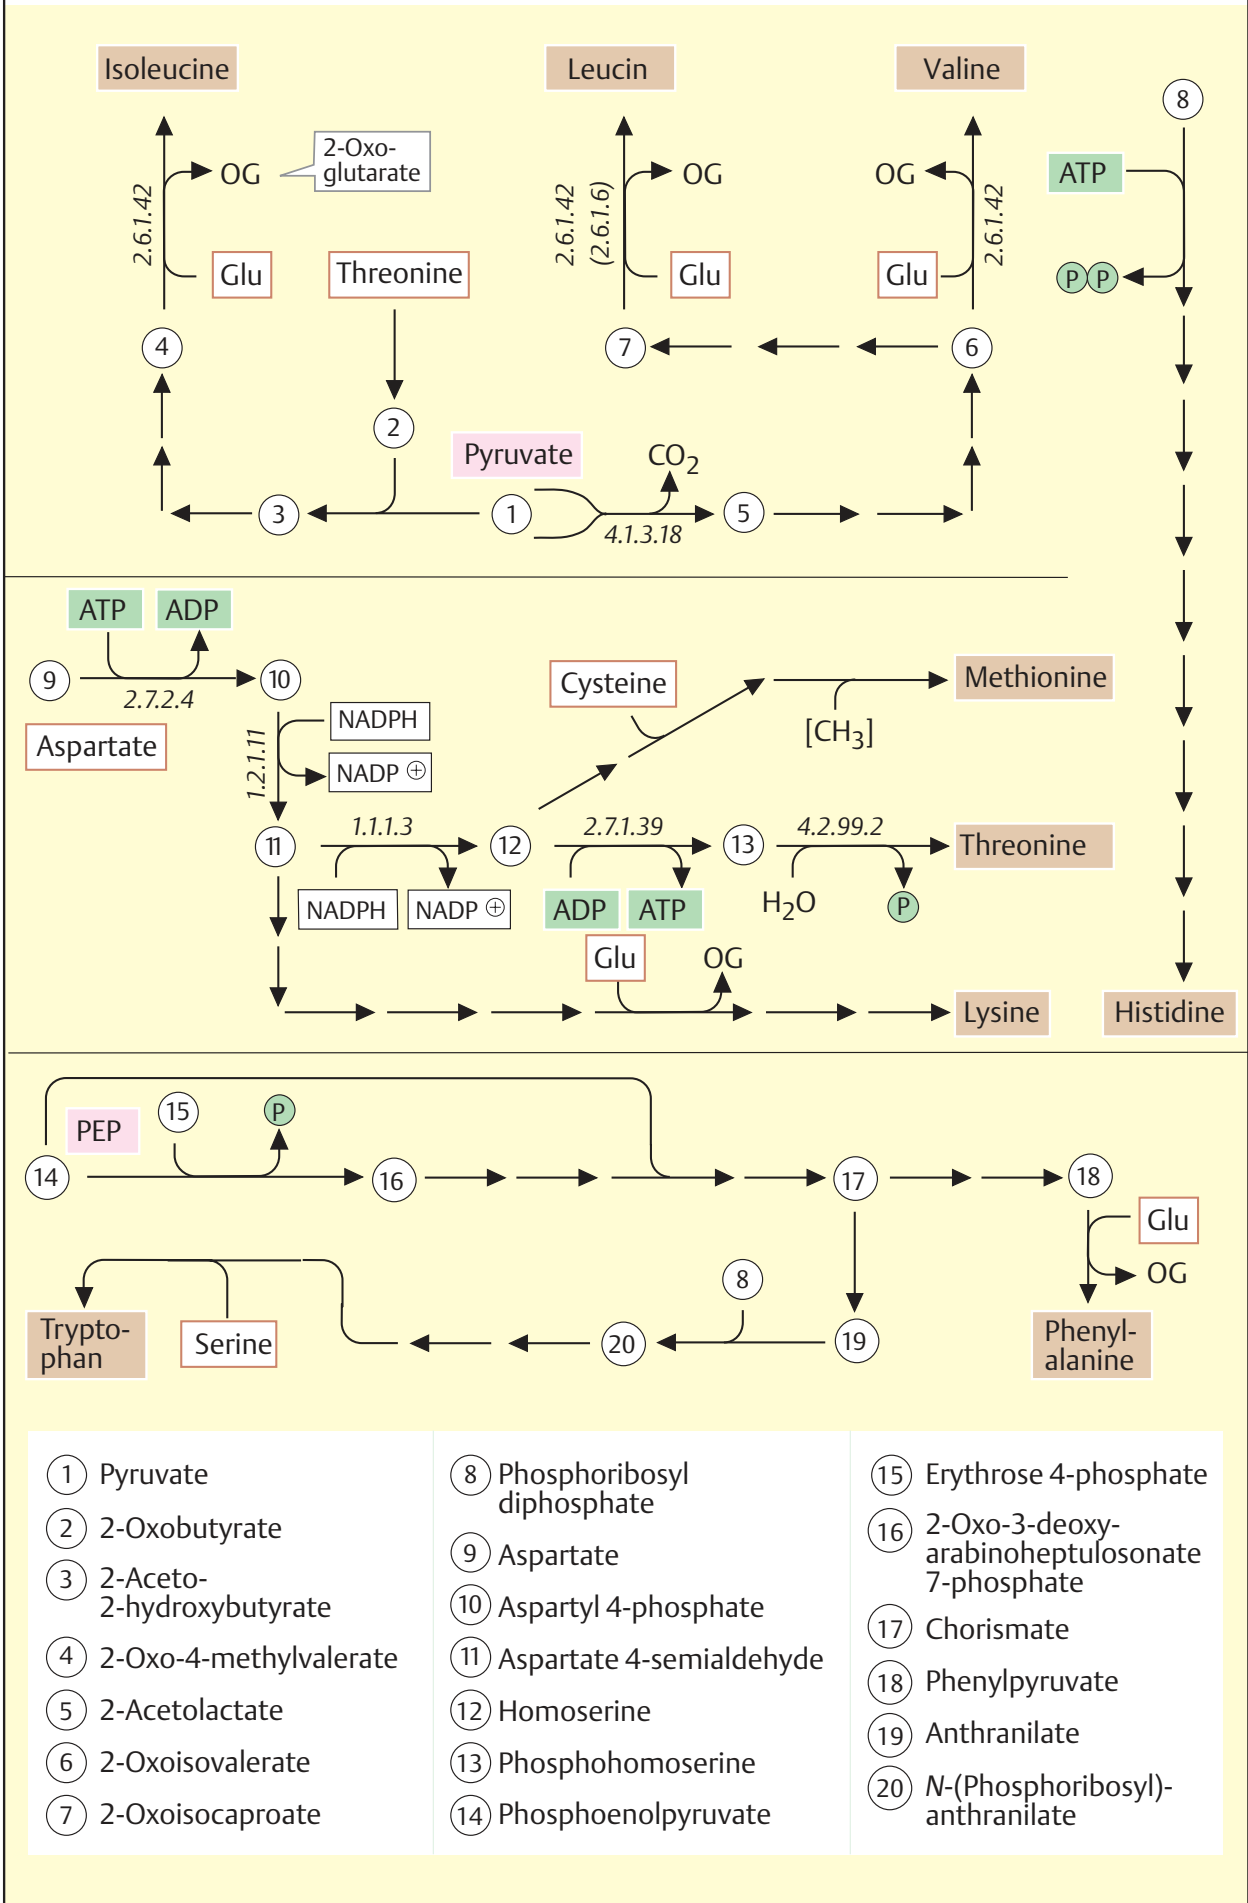 Isoleucine
Leucin
Valine
8
2-Oxo-
glutarate
OG
OG
OG
ATP
2.6.1.42
2.6.1.42
(2.6.1.6)
2.6.1.42
Glu
Threonine
Glu
Glu
P P
4
7
6
2
Pyruvate
CO2
3
1
5
4.1.3.18
ATP
ADP
9
10
2.7.2.4
Cysteine
Methionine
Aspartate
NADPH
[CH3]
1.2.1.11
NADP ⊕
11
1.1.1.3
12
2.7.1.39
13
4.2.99.2
Threonine
NADPH
NADP ⊕
ADP
ATP
H2O
P
Glu
OG
Lysine
Histidine
PEP
15
P
14
16
17
18
Glu
OG
8
Trypto-
phan
Serine
20
19
Phenyl-
alanine
1 Pyruvate
2 2-Oxobutyrate
3 2-Aceto-
2-hydroxybutyrate
4 2-Oxo-4-methylvalerate
5 2-Acetolactate
6 2-Oxoisovalerate
7 2-Oxoisocaproate
8 Phosphoribosyl
diphosphate
9 Aspartate
10 Aspartyl 4-phosphate
11 Aspartate 4-semialdehyde
12 Homoserine
13 Phosphohomoserine
14 Phosphoenolpyruvate
15 Erythrose 4-phosphate
16 2-Oxo-3-deoxy-
arabinoheptulosonate
7-phosphate
17 Chorismate
18 Phenylpyruvate
19 Anthranilate
20 N-(Phosphoribosyl)-
anthranilate